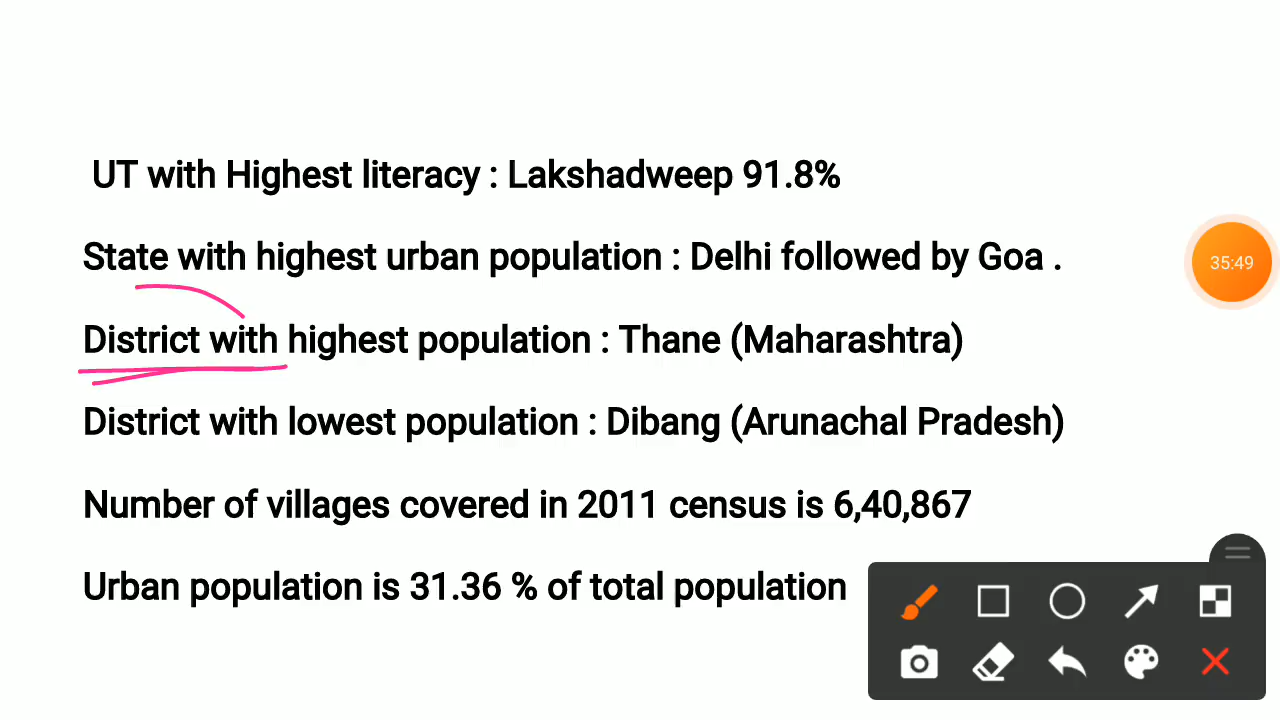 UT with Highest literacy : Lakshadweep 91.8%
State with highest urban population : Delhi followed by Goa .
35:49
District with highest population : Thane (Maharashtra)
District with lowest population : Dibang (Arunachal Pradesh)
Number of villages covered in 2011 census is 6,40,867
Urban population is 31.36 % of total population